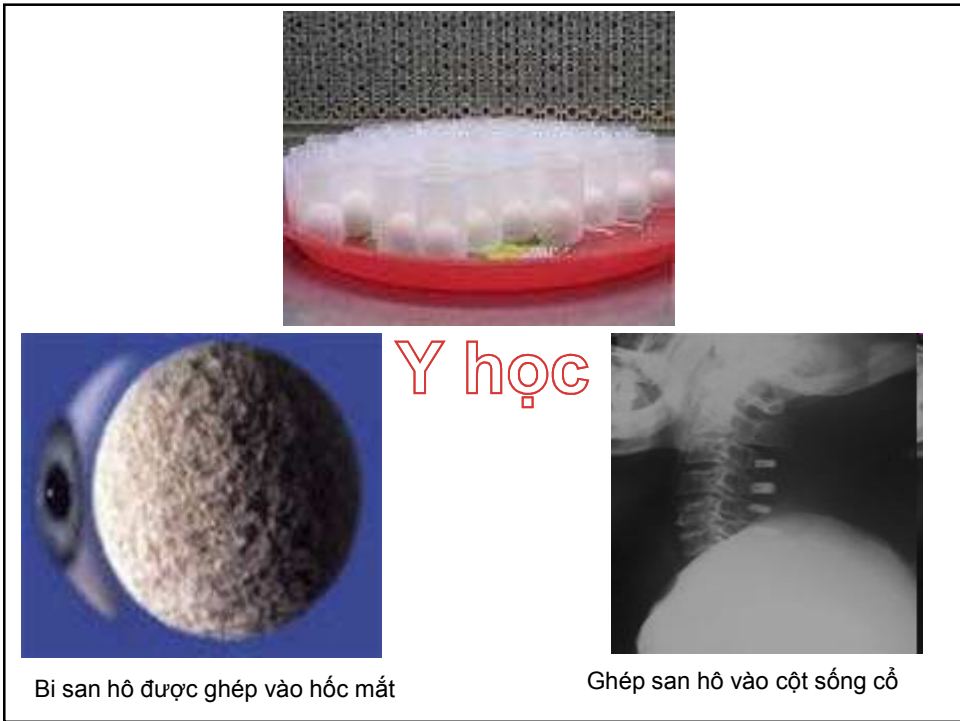 Y học
Bi san hô được ghép vào hốc mắt
Ghép san hô vào cột sống cổ